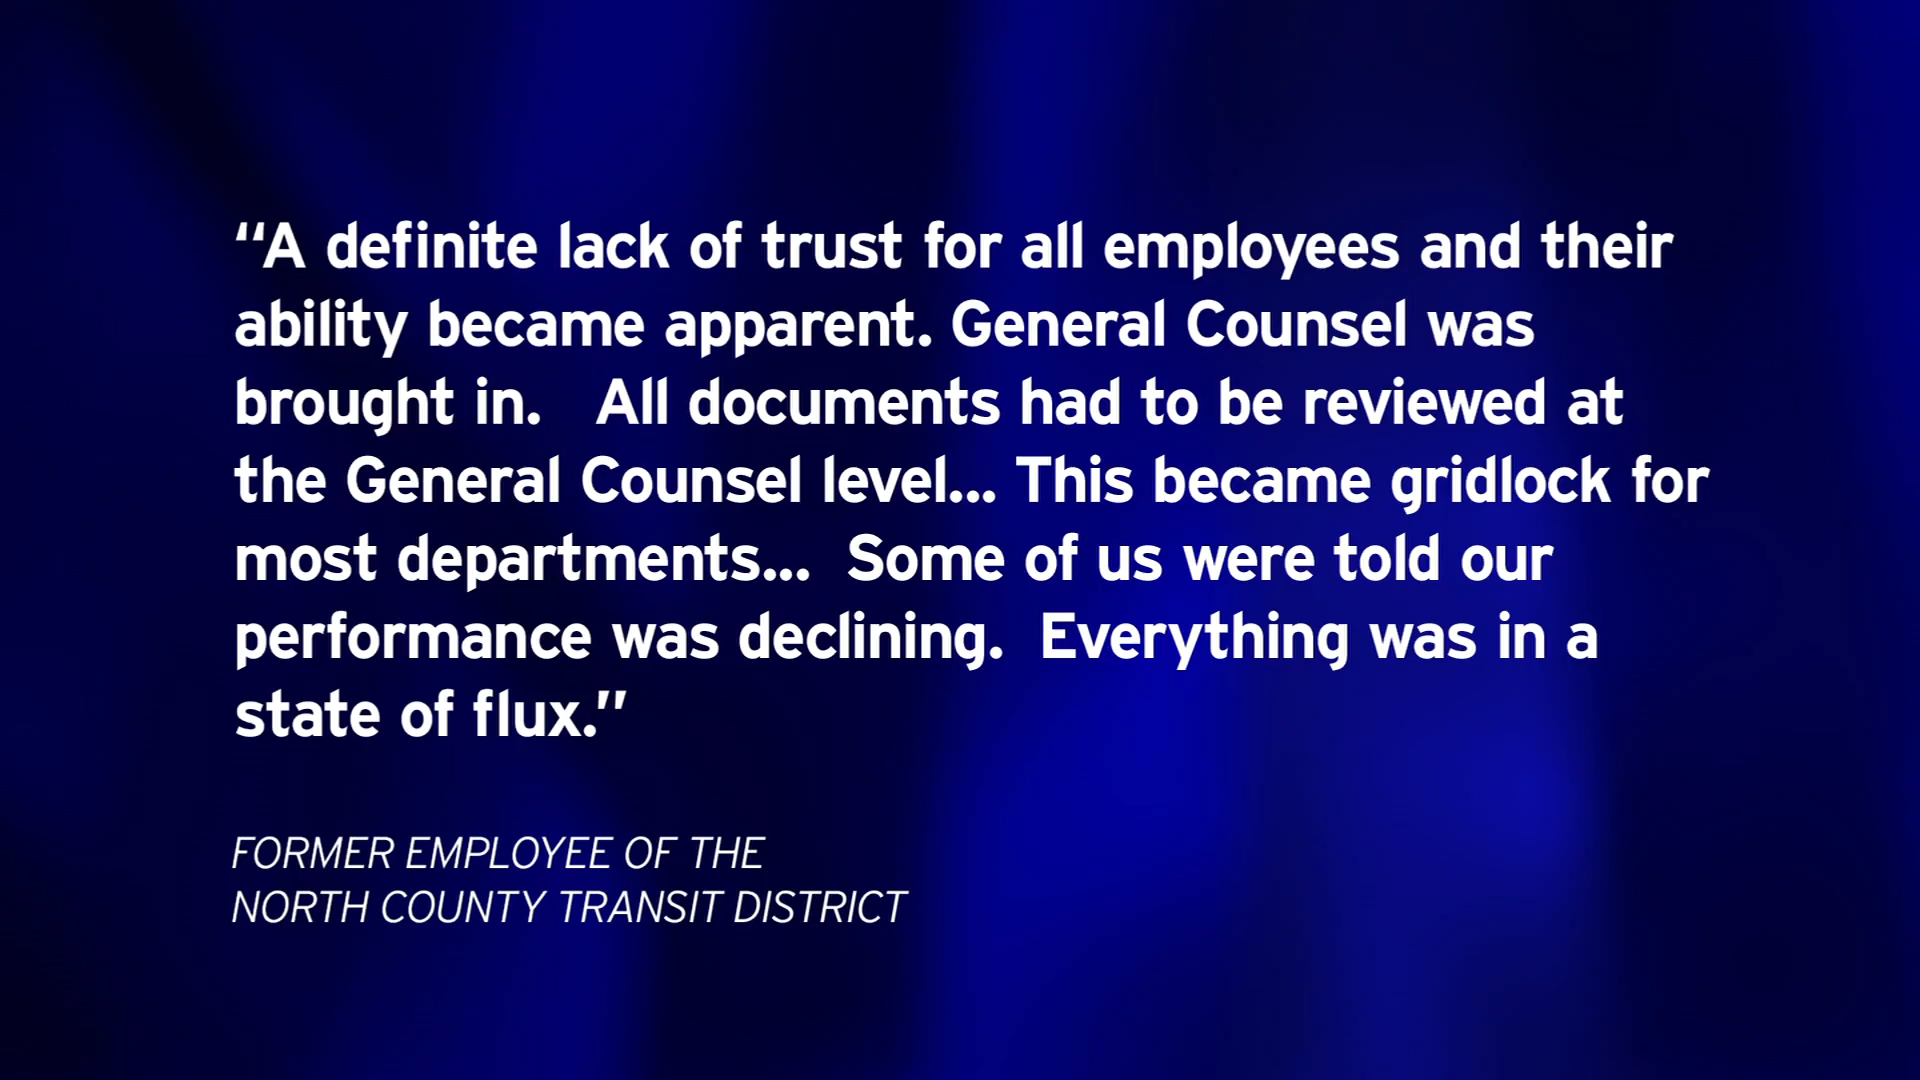 “A definite lack of trust for all employees and their
ability became apparent. General Counsel was
brought in.   All documents had to be reviewed at
the General Counsel level... This became gridlock for
most departments...  Some of us were told our
performance was declining.  Everything was in a
state of flux.”
FORMER EMPLOYEE OF THE
NORTH COUNTY TRANSIT DISTRICT